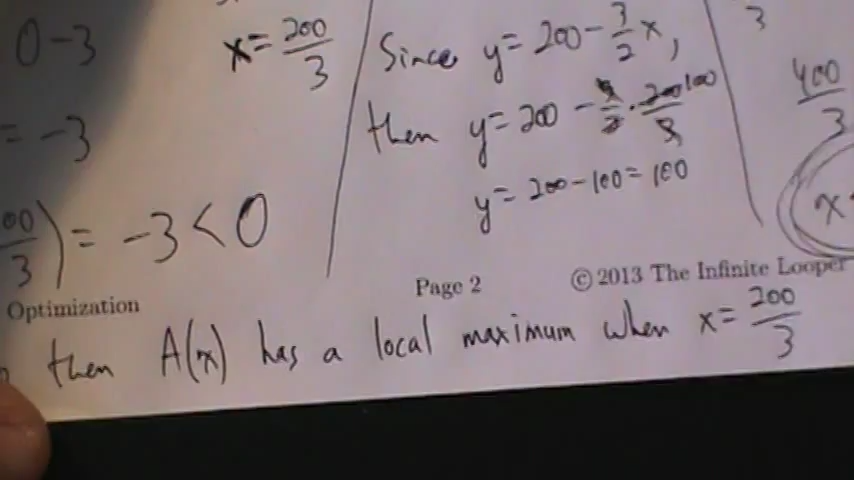 0 - 3
= -3
00/3) = -3 < 0
x = 200/3
Since y = 200 - 3/2 x,
then y = 200 - 3/2 · 200/3 100
y = 200 - 100 = 100
3
400/3
x
Optimization
Page 2
© 2013 The Infinite Looper
then A(x) has a local maximum when x = 200/3